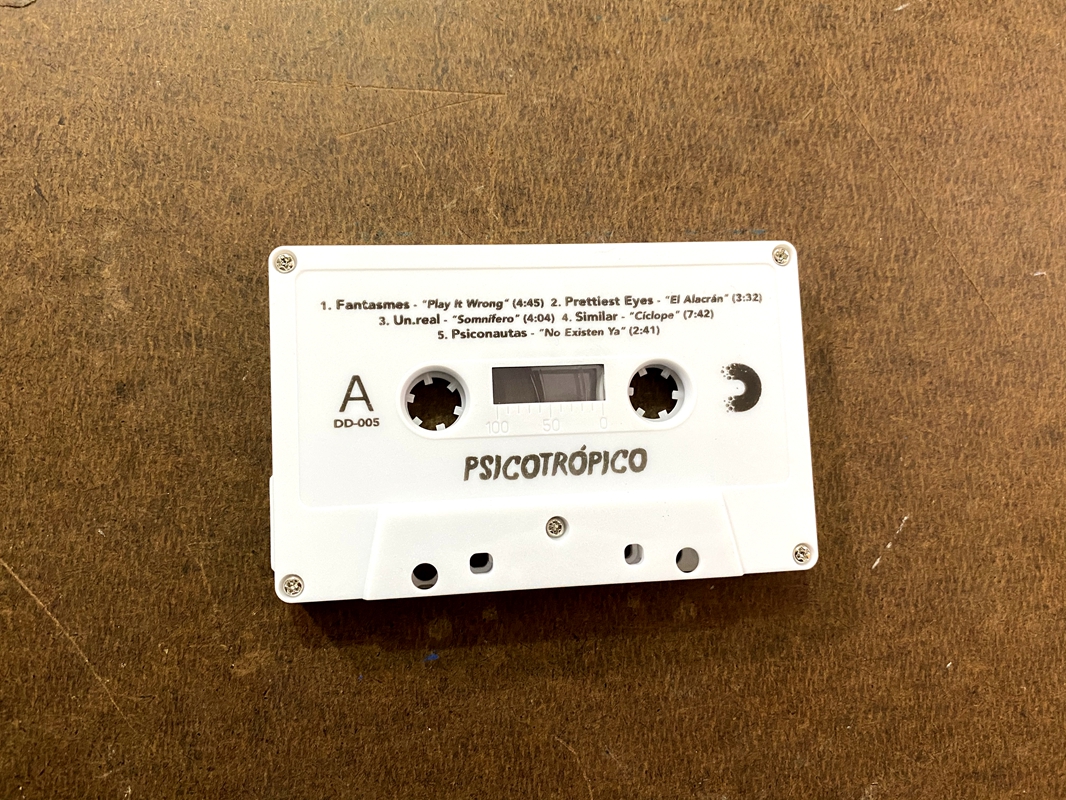 1. Fantasmes - "Play It Wrong" (4:45) 2. Prettiest Eyes - "El Alacrán" (3:32)
3. Un.real - "Somnífero" (4:04) 4. Similar - "Cíclope" (7:42)
5. Psiconautas - "No Existen Ya" (2:41)
A
DD-005
100 50 0
PSICOTRÓPICO